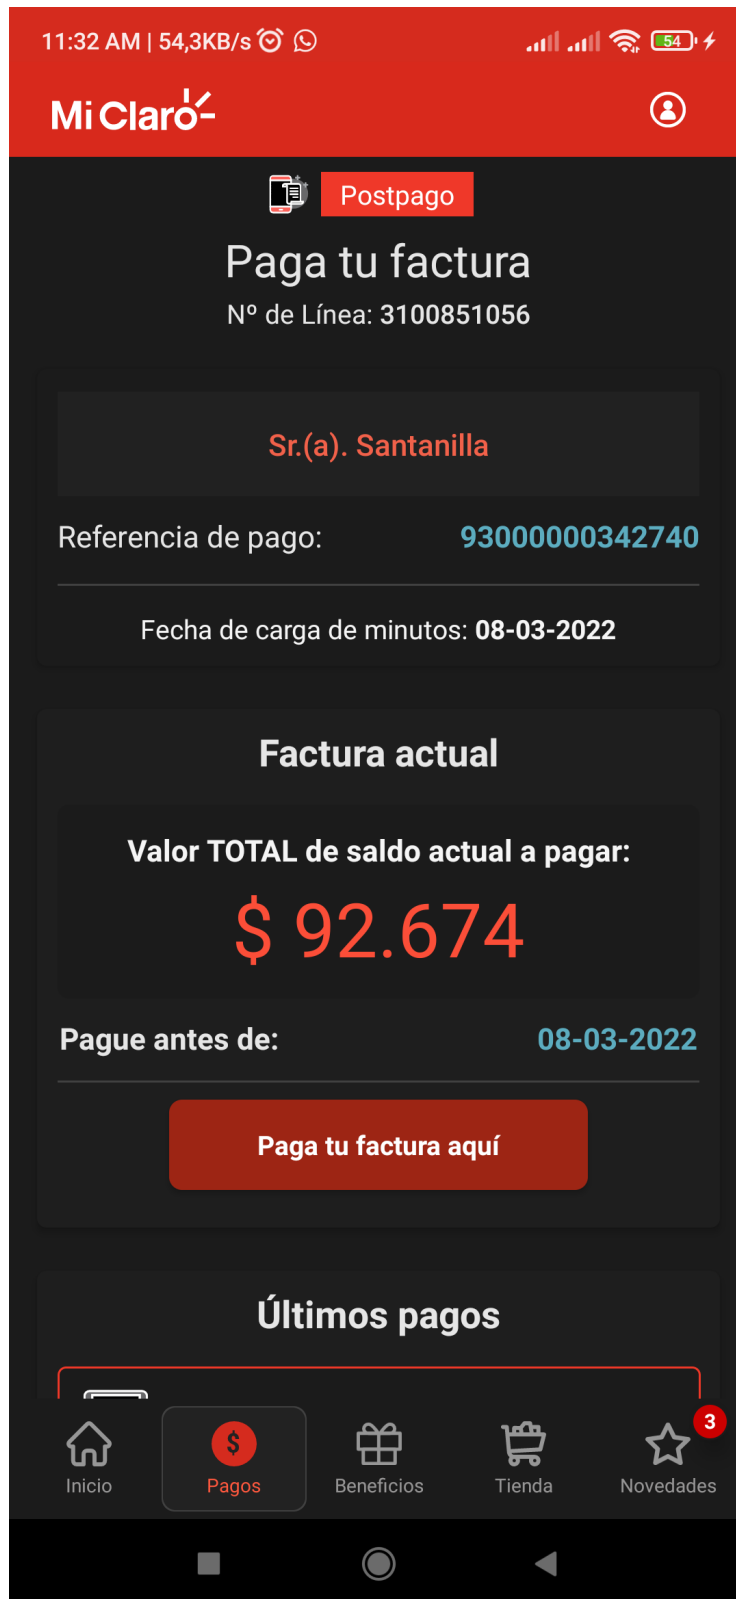 11:32 AM | 54,3KB/s
54
Mi Claro
Postpago
Paga tu factura
Nº de Línea: 3100851056
Sr.(a). Santanilla
Referencia de pago: 93000000342740
Fecha de carga de minutos: 08-03-2022
Factura actual
Valor TOTAL de saldo actual a pagar:
$ 92.674
Pague antes de: 08-03-2022
Paga tu factura aquí
Últimos pagos
3
$
Inicio Pagos Beneficios Tienda Novedades